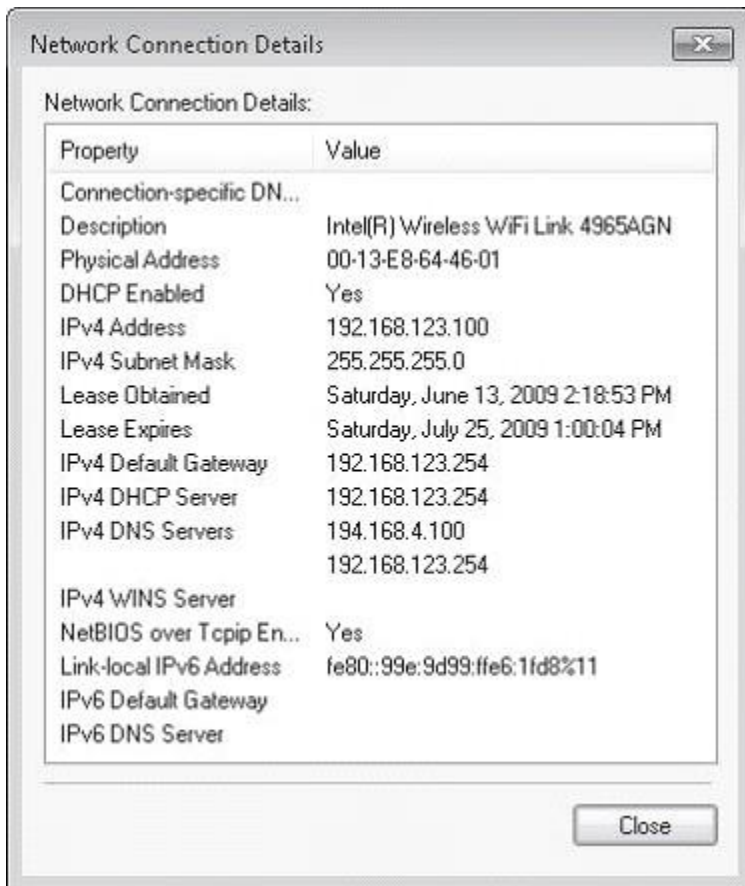 Network Connection Details
Network Connection Details:
Property Value
Connection-specific DN...
Description Intel(R) Wireless WiFi Link 4965AGN
Physical Address 00-13-E8-64-46-01
DHCP Enabled Yes
IPv4 Address 192.168.123.100
IPv4 Subnet Mask 255.255.255.0
Lease Obtained Saturday, June 13, 2009 2:18:53 PM
Lease Expires Saturday, July 25, 2009 1:00:04 PM
IPv4 Default Gateway 192.168.123.254
IPv4 DHCP Server 192.168.123.254
IPv4 DNS Servers 194.168.4.100
192.168.123.254
IPv4 WINS Server
NetBIOS over Tcpip En... Yes
Link-local IPv6 Address fe80::99e:9d99:ffe6:1fd8%11
IPv6 Default Gateway
IPv6 DNS Server
Close